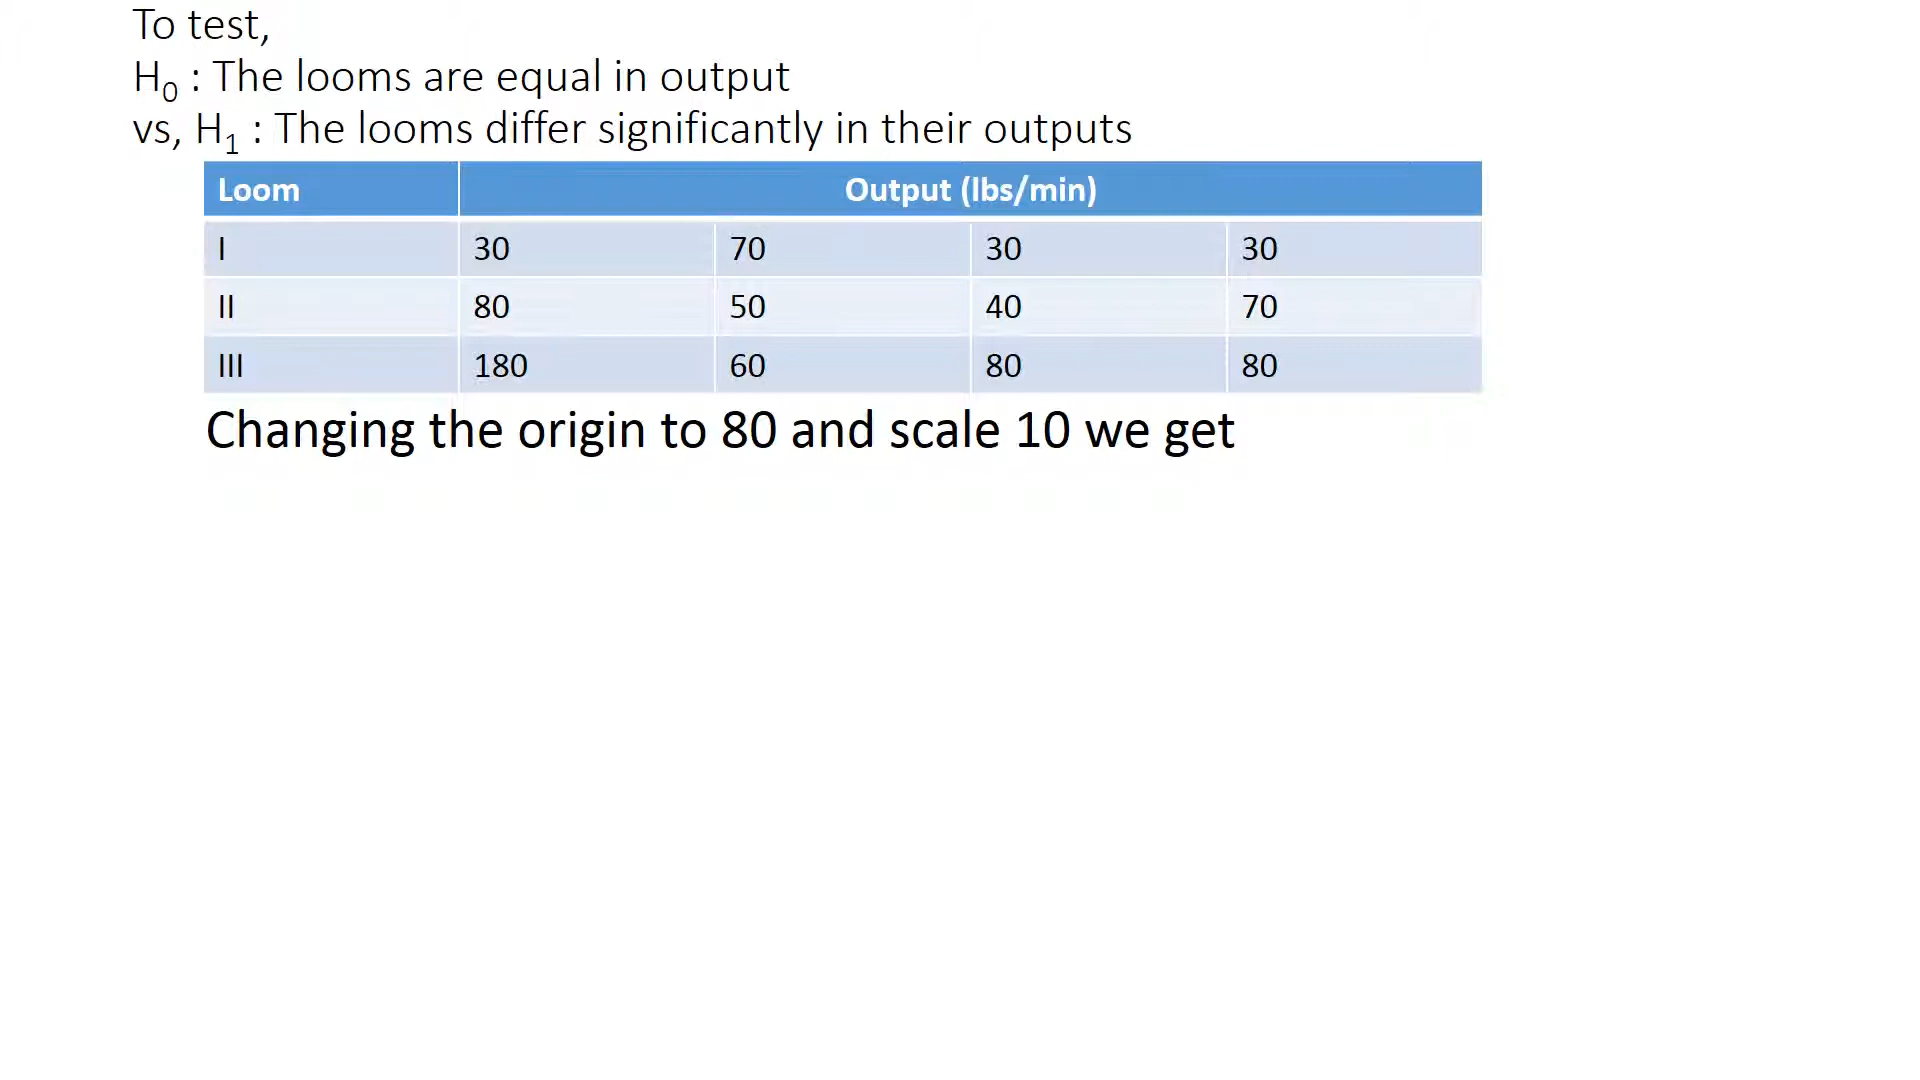 To test,
H₀ : The looms are equal in output
vs, H₁ : The looms differ significantly in their outputs
Loom Output (lbs/min)
I 30 70 30 30
II 80 50 40 70
III 180 60 80 80
Changing the origin to 80 and scale 10 we get